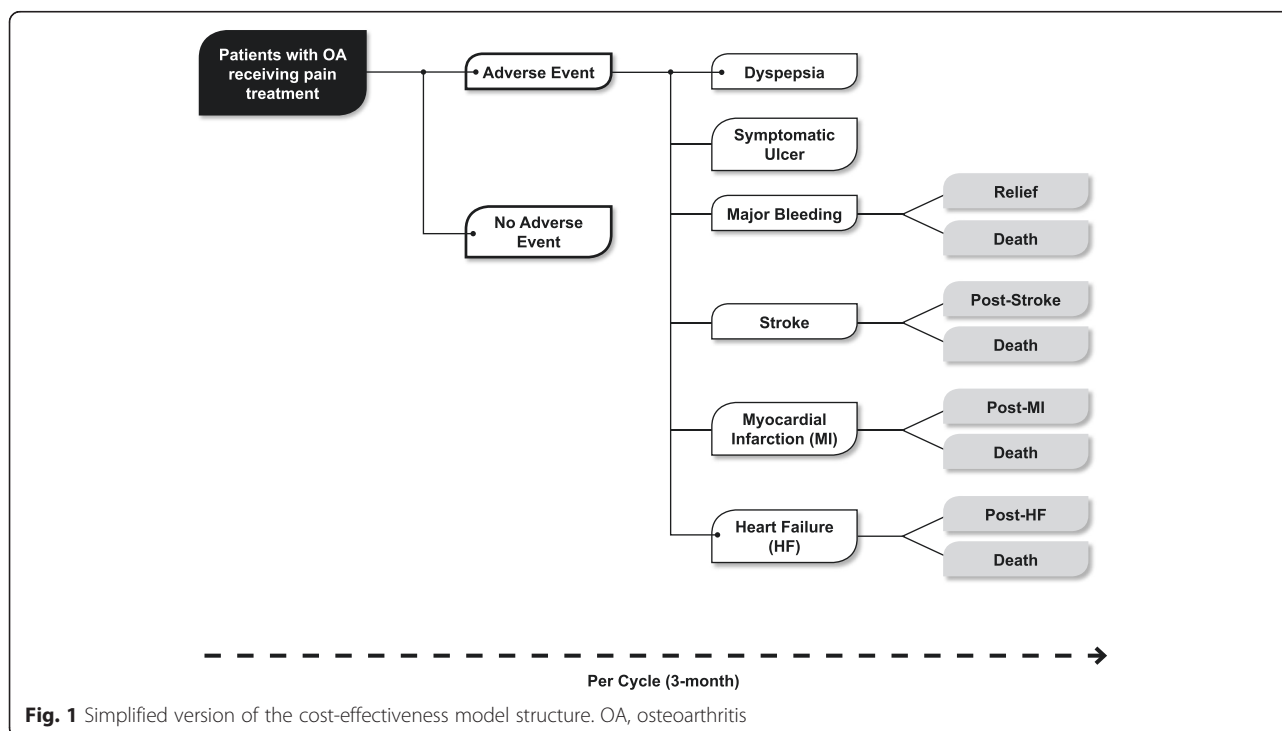 Patients with OA
receiving pain
treatment
Adverse Event
No Adverse
Event
Dyspepsia
Symptomatic
Ulcer
Major Bleeding
Relief
Death
Stroke
Post-Stroke
Death
Myocardial
Infarction (MI)
Post-MI
Death
Heart Failure
(HF)
Post-HF
Death
Per Cycle (3-month)
Fig. 1 Simplified version of the cost-effectiveness model structure. OA, osteoarthritis